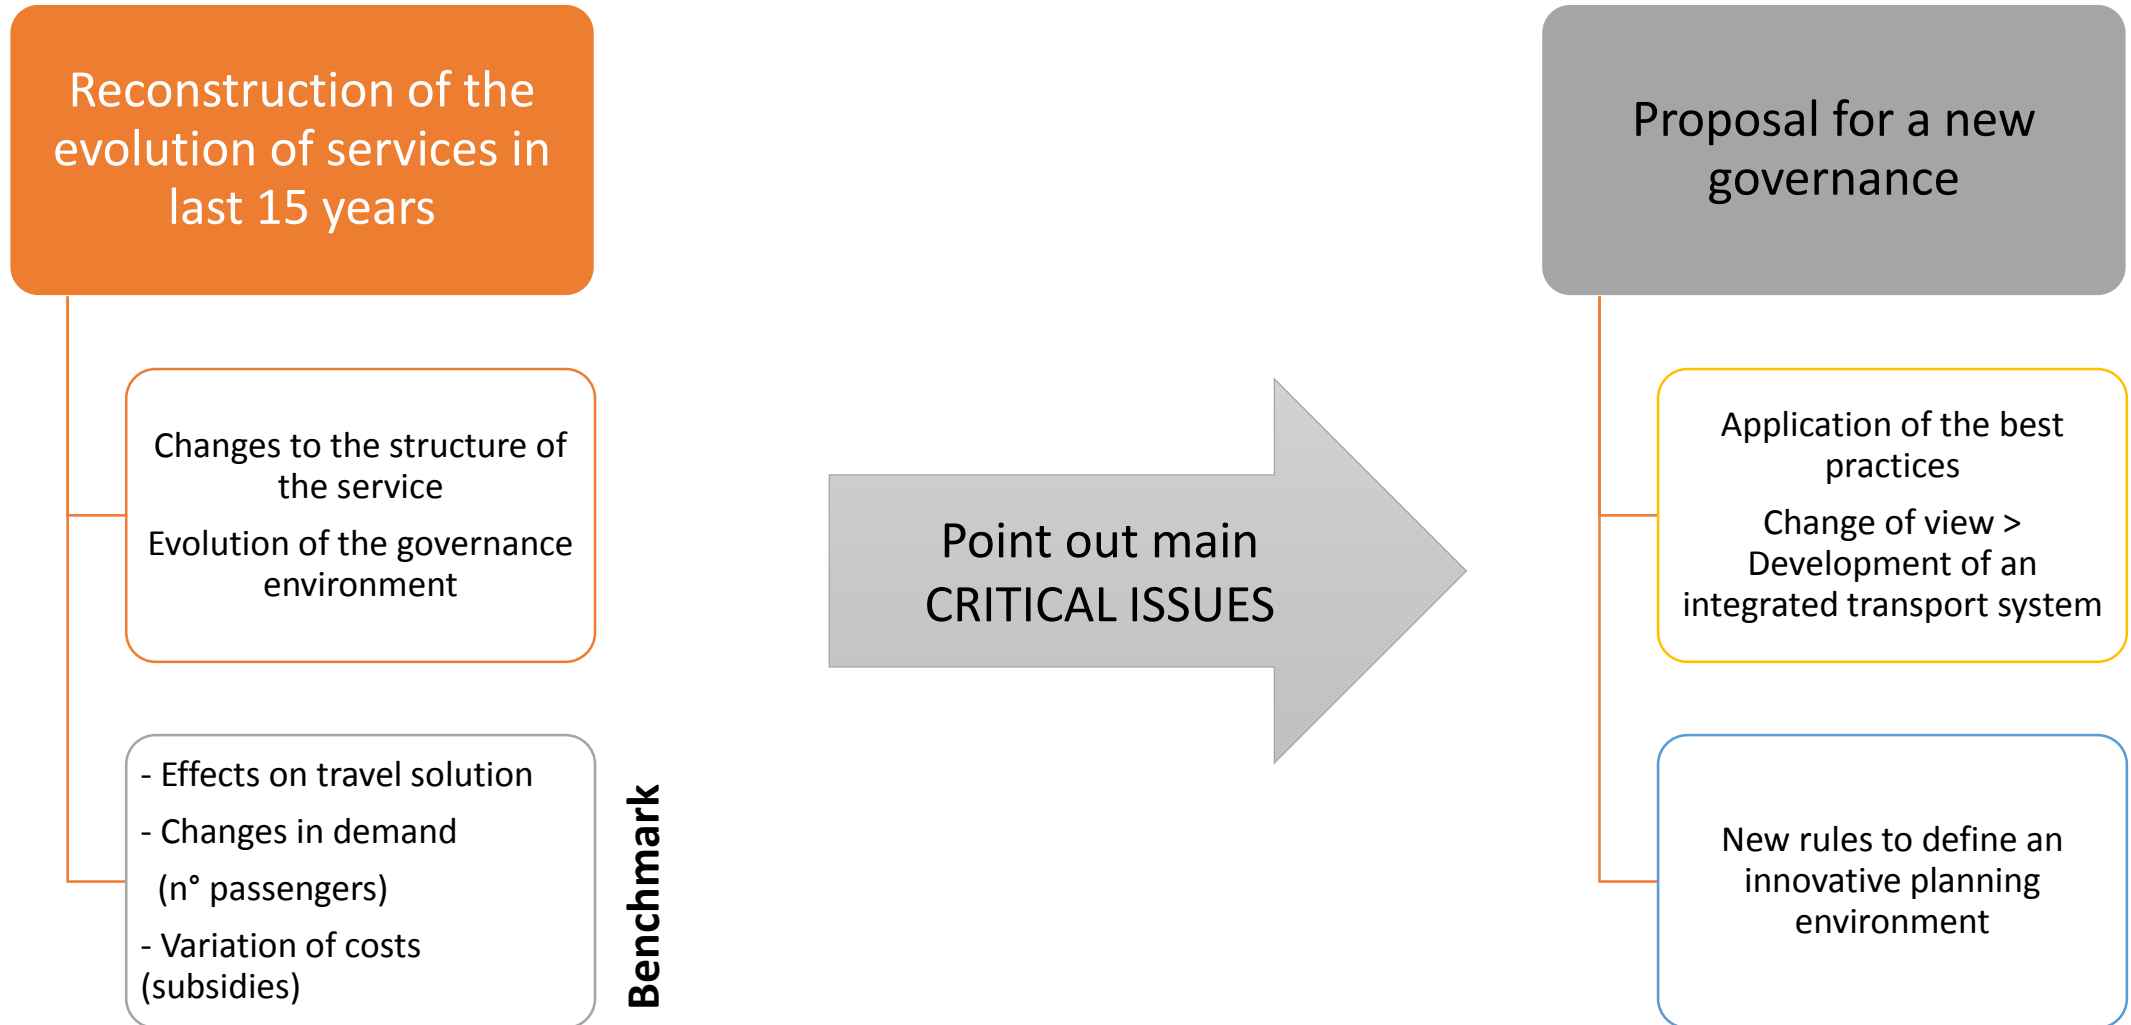 Reconstruction of the
evolution of services in
last 15 years
Changes to the structure of
the service
Evolution of the governance
environment
- Effects on travel solution
- Changes in demand
(n° passengers)
- Variation of costs
(subsidies)
Benchmark
Point out main
CRITICAL ISSUES
Proposal for a new
governance
Application of the best
practices
Change of view >
Development of an
integrated transport system
New rules to define an
innovative planning
environment